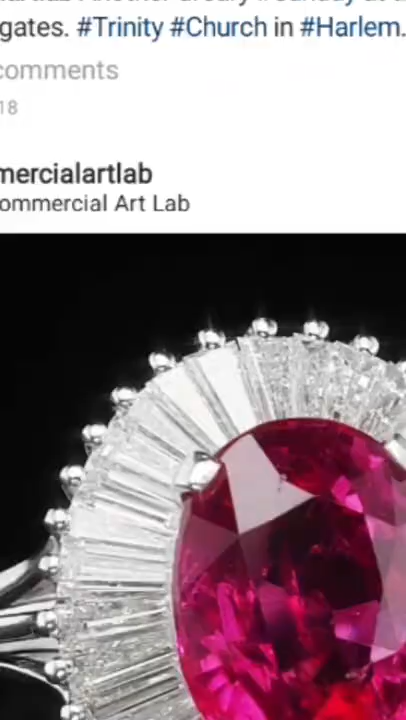 gates. #Trinity #Church in #Harlem.
comments
18
mercialartlab
ommercial Art Lab